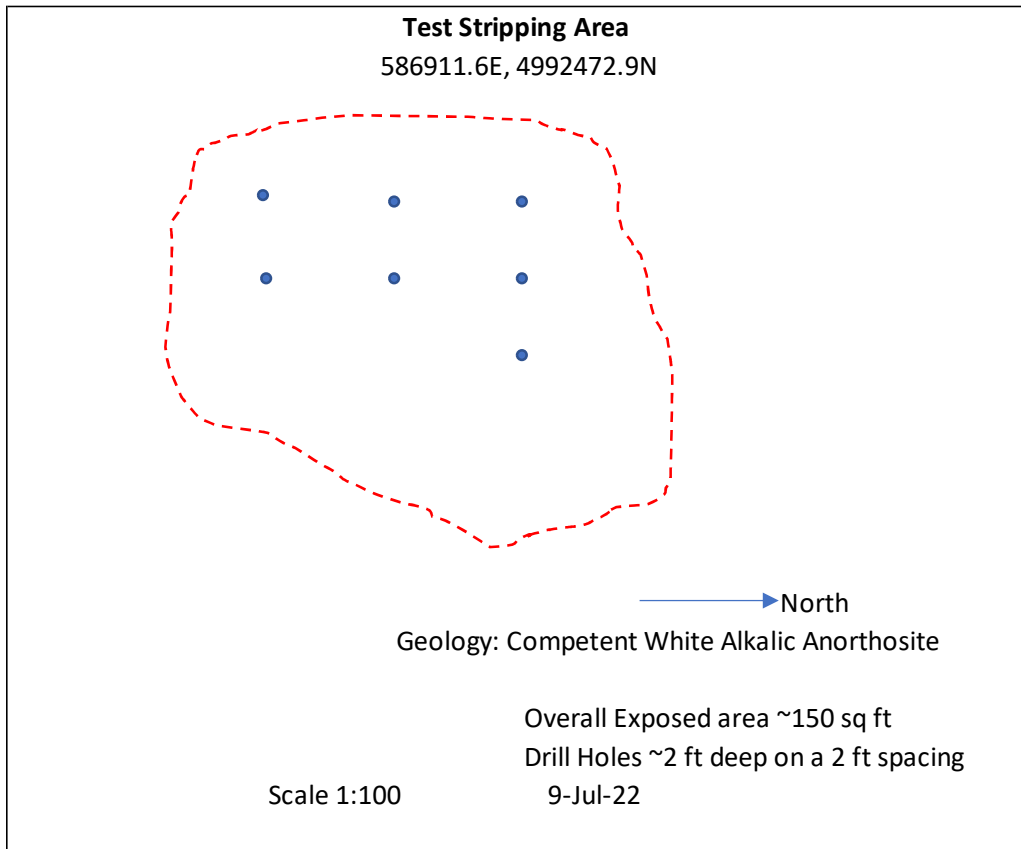 Test Stripping Area
586911.6E, 4992472.9N
North
Geology: Competent White Alkalic Anorthosite
Overall Exposed area ~150 sq ft
Drill Holes ~2 ft deep on a 2 ft spacing
Scale 1:100 9-Jul-22